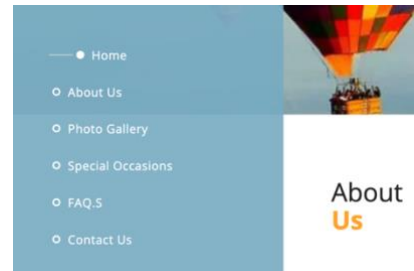 Home
About Us
Photo Gallery
Special Occasions
FAQ.S
Contact Us
About
Us